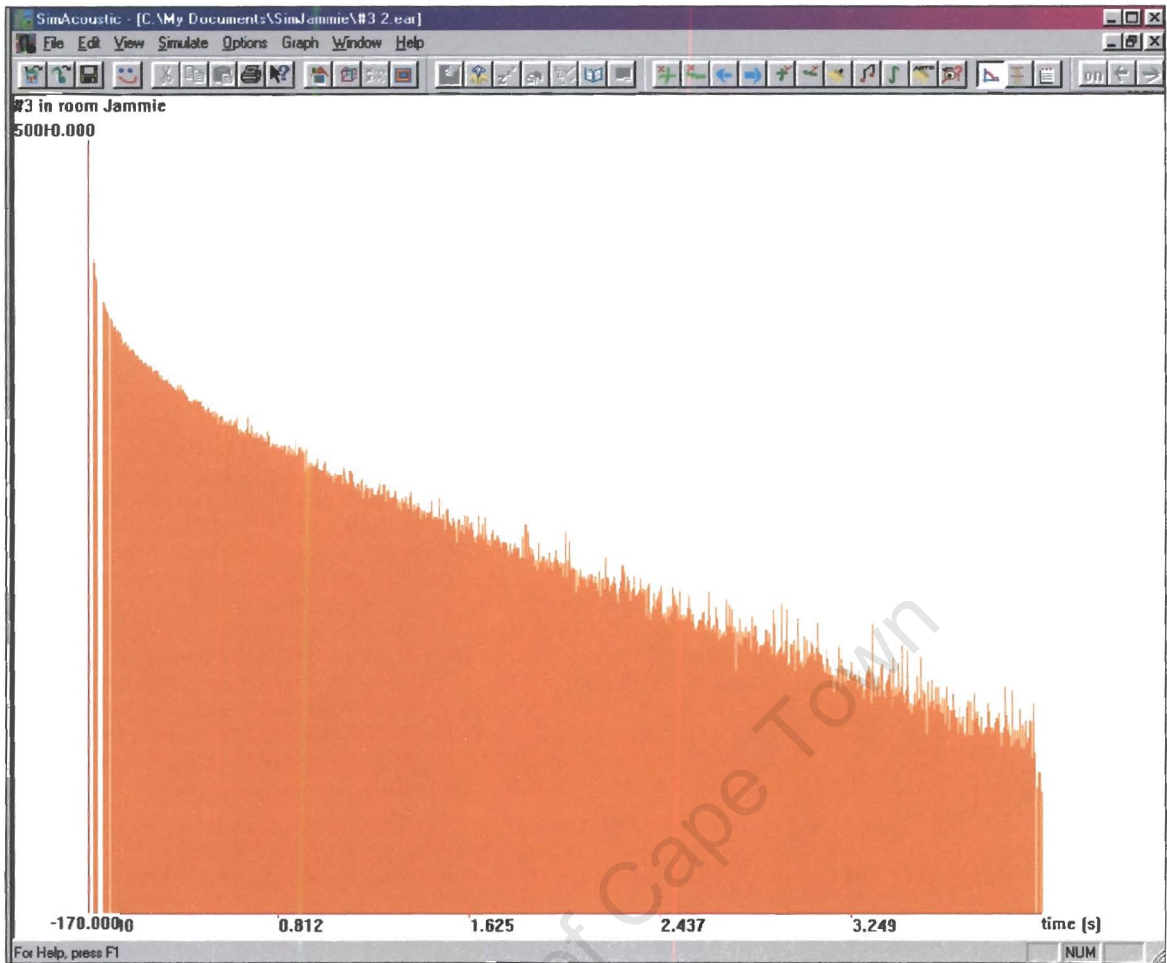 SimAcoustic - [C:\My Documents\SimJammie\#3 2.ear]
File Edit View Simulate Options Graph Window Help
on
#3 in room Jammie
-170.000
0.812 1.625 2.437 3.249 time (s)
For Help, press F1 NUM
of Cape Town